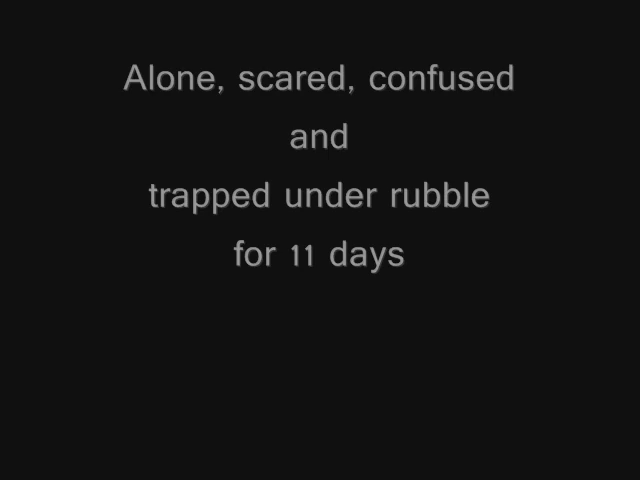 Alone, scared, confused
and
trapped under rubble
for 11 days